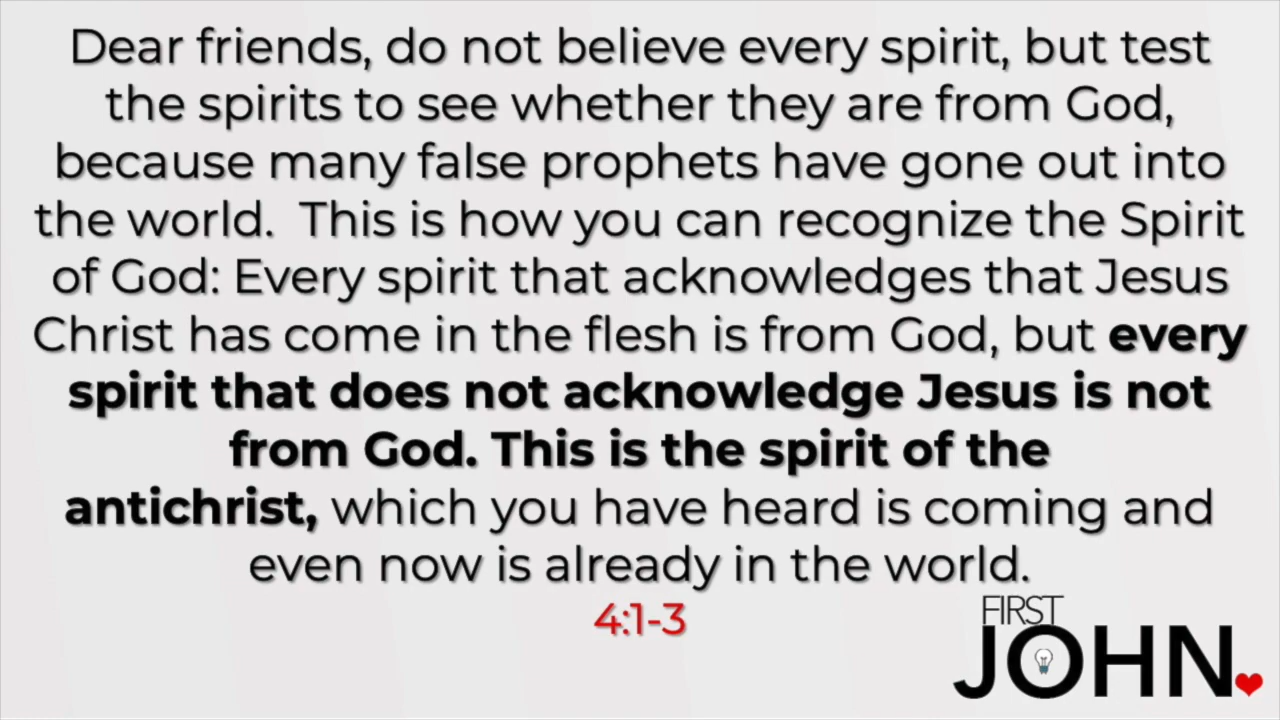 Dear friends, do not believe every spirit, but test
the spirits to see whether they are from God,
because many false prophets have gone out into
the world.  This is how you can recognize the Spirit
of God: Every spirit that acknowledges that Jesus
Christ has come in the flesh is from God, but every
spirit that does not acknowledge Jesus is not
from God. This is the spirit of the
antichrist, which you have heard is coming and
even now is already in the world.
4:1-3
FIRST
JOHN